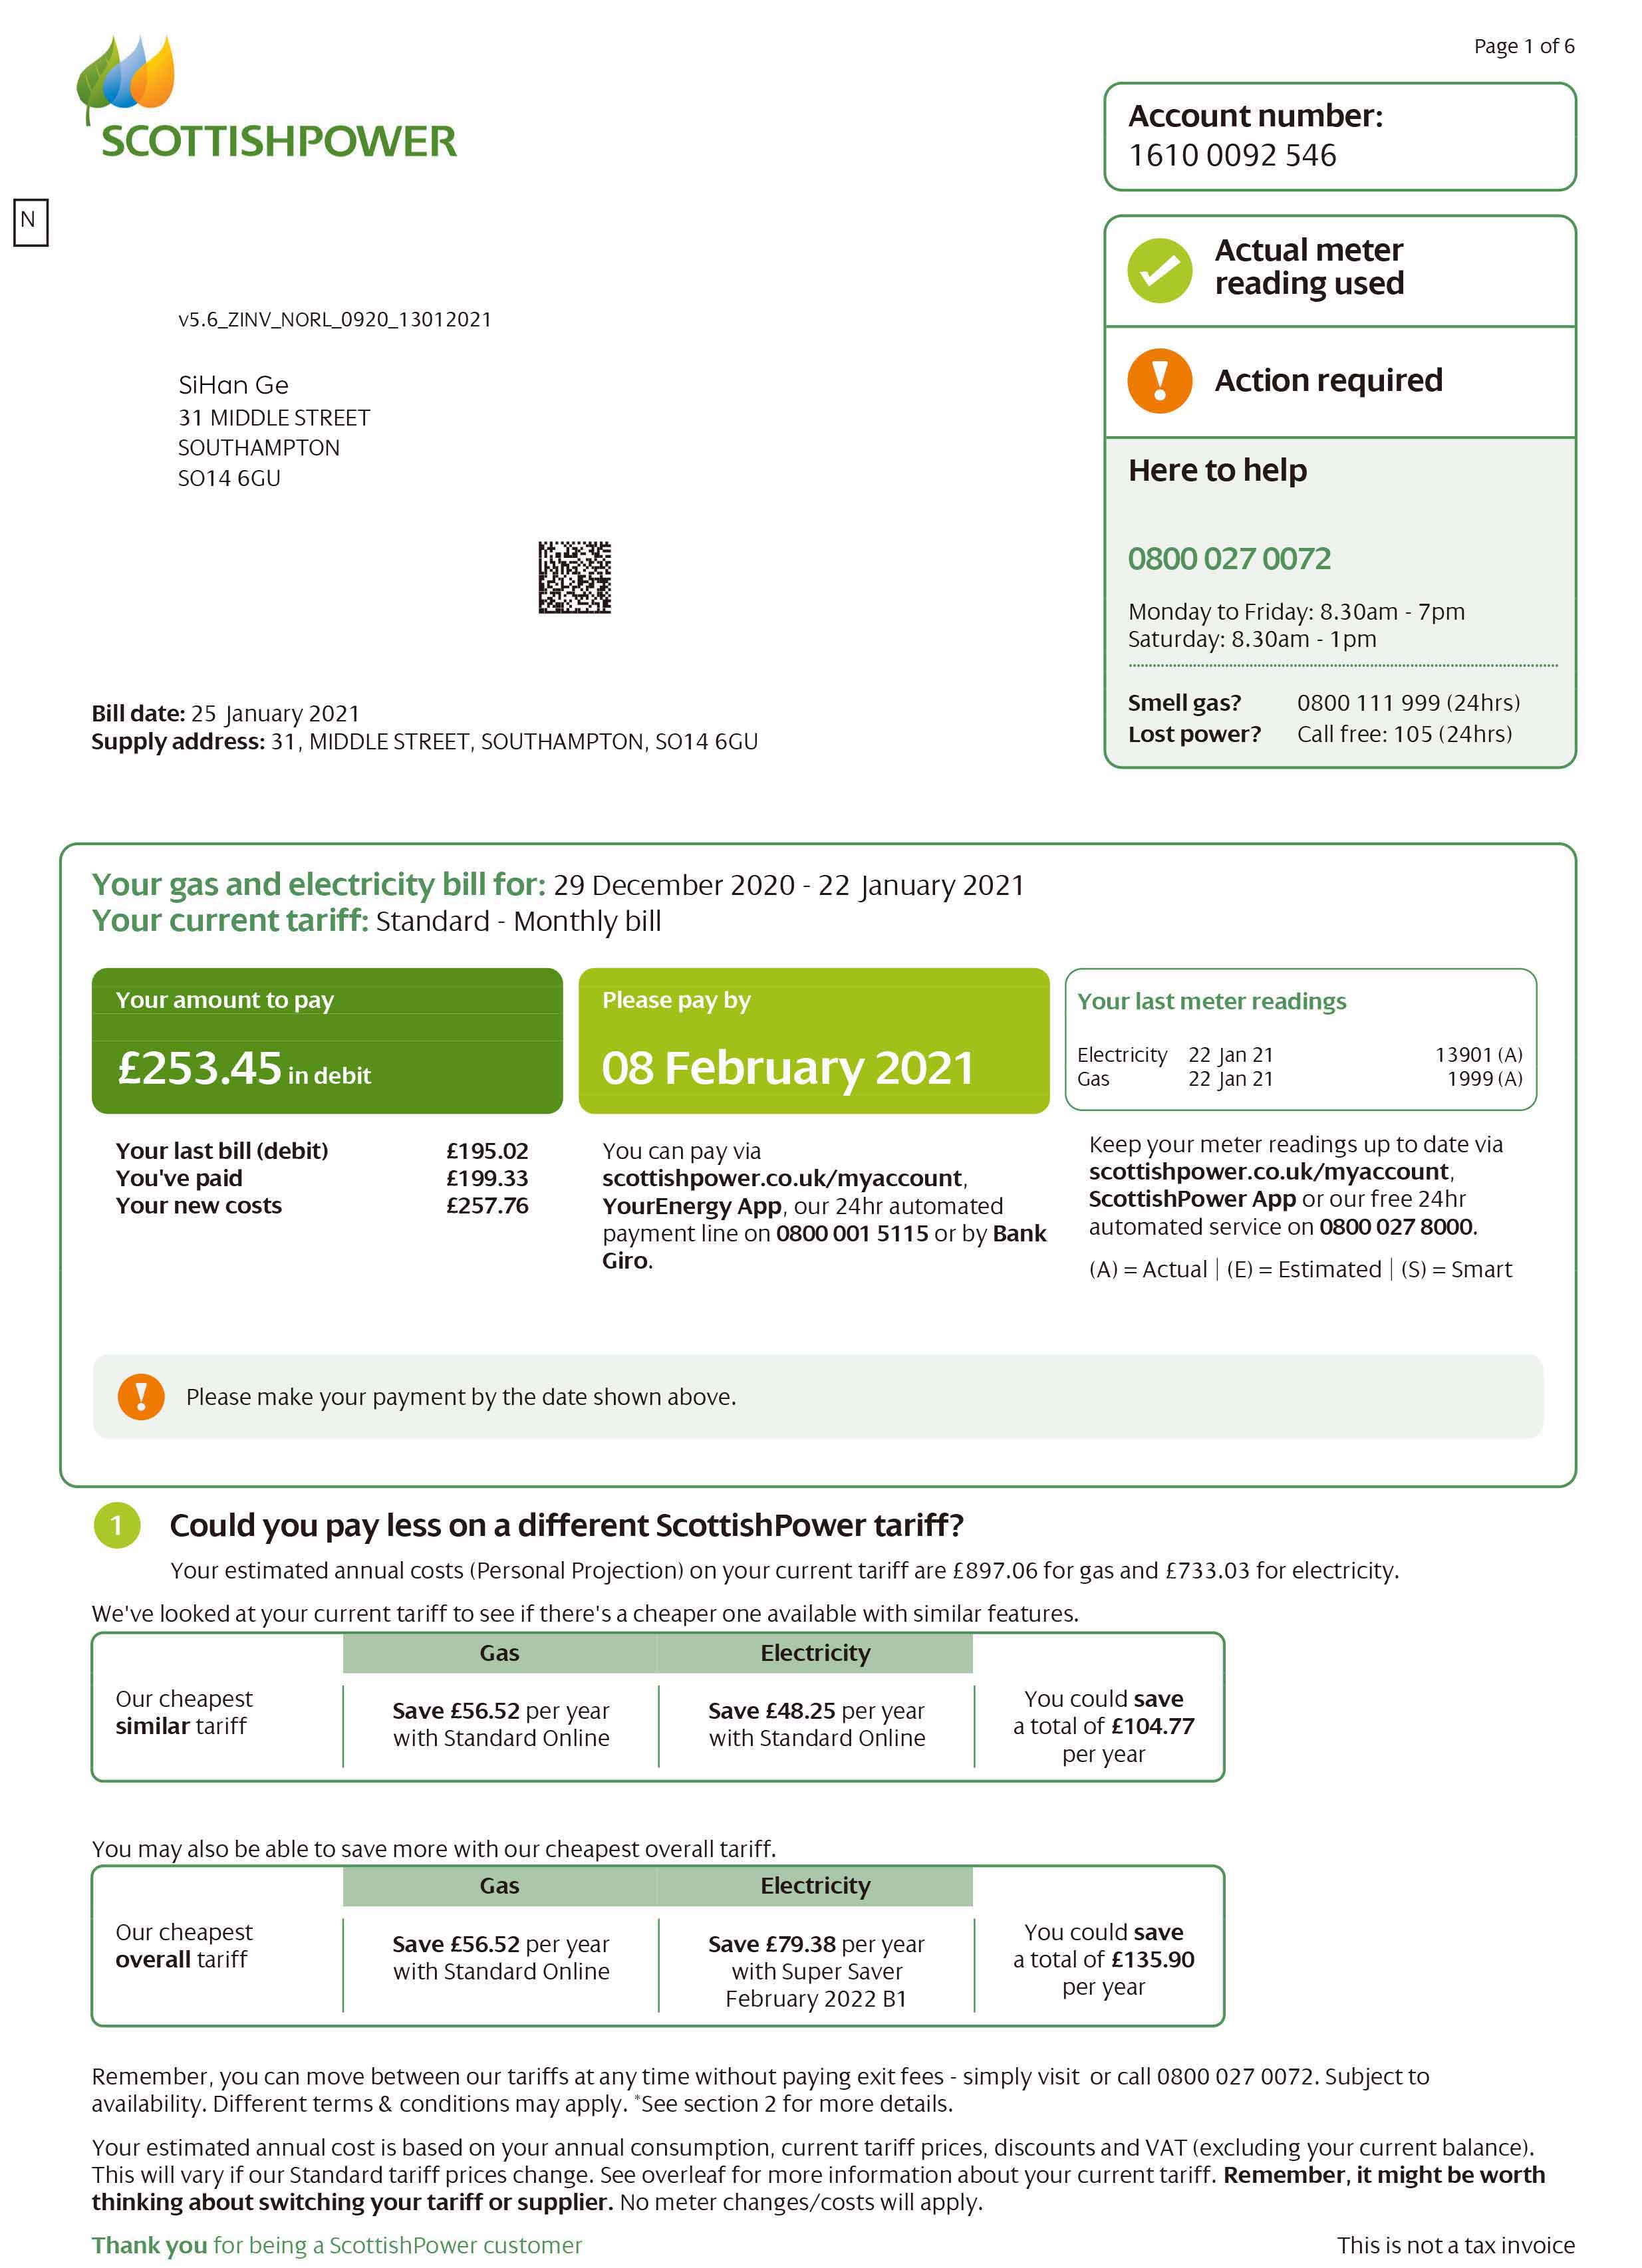 Page 1 of 6
SCOTTISHPOWER
Account number:
1610 0092 546
N
Actual meter
reading used
Action required
v5.6_ZINV_NORL_0920_13012021
SiHan Ge
31 MIDDLE STREET
SOUTHAMPTON
SO14 6GU
Here to help
0800 027 0072
Monday to Friday: 8.30am - 7pm
Saturday: 8.30am - 1pm
Smell gas? 0800 111 999 (24hrs)
Lost power? Call free: 105 (24hrs)
Bill date: 25 January 2021
Supply address: 31, MIDDLE STREET, SOUTHAMPTON, SO14 6GU
Your gas and electricity bill for: 29 December 2020 - 22 January 2021
Your current tariff: Standard - Monthly bill
Your amount to pay
£253.45 in debit
Your last bill (debit) £195.02
You've paid £199.33
Your new costs £257.76
Please pay by
08 February 2021
You can pay via
scottishpower.co.uk/myaccount,
YourEnergy App, our 24hr automated
payment line on 0800 001 5115 or by Bank
Giro.
Your last meter readings
Electricity 22 Jan 21 13901 (A)
Gas 22 Jan 21 1999 (A)
Keep your meter readings up to date via
scottishpower.co.uk/myaccount,
ScottishPower App or our free 24hr
automated service on 0800 027 8000.
(A) = Actual | (E) = Estimated | (S) = Smart
Please make your payment by the date shown above.
1 Could you pay less on a different ScottishPower tariff?
Your estimated annual costs (Personal Projection) on your current tariff are £897.06 for gas and £733.03 for electricity.
We've looked at your current tariff to see if there's a cheaper one available with similar features.
Gas Electricity
Our cheapest
similar tariff
Save £56.52 per year
with Standard Online
Save £48.25 per year
with Standard Online
You could save
a total of £104.77
per year
You may also be able to save more with our cheapest overall tariff.
Gas Electricity
Our cheapest
overall tariff
Save £56.52 per year
with Standard Online
Save £79.38 per year
with Super Saver
February 2022 B1
You could save
a total of £135.90
per year
Remember, you can move between our tariffs at any time without paying exit fees - simply visit or call 0800 027 0072. Subject to
availability. Different terms & conditions may apply. *See section 2 for more details.
Your estimated annual cost is based on your annual consumption, current tariff prices, discounts and VAT (excluding your current balance).
This will vary if our Standard tariff prices change. See overleaf for more information about your current tariff. Remember, it might be worth
thinking about switching your tariff or supplier. No meter changes/costs will apply.
Thank you for being a ScottishPower customer
This is not a tax invoice